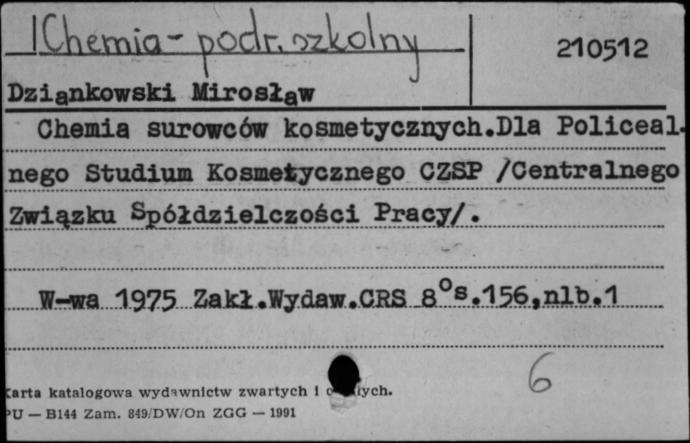 Chemia - podr. szkolny
210512
Dziąnkowski Mirosław
Chemia surowców kosmetycznych.Dla Policeal.
nego Studium Kosmetycznego CZSP /Centralnego
Związku Spółdzielczości Pracy/.
W-wa 1975 Zakł.Wydaw.CRS 8°s.156,nlb.1
6
Karta katalogowa wydawnictw zwartych i
PU — B144 Zam. 849/DW/On ZGG — 1991